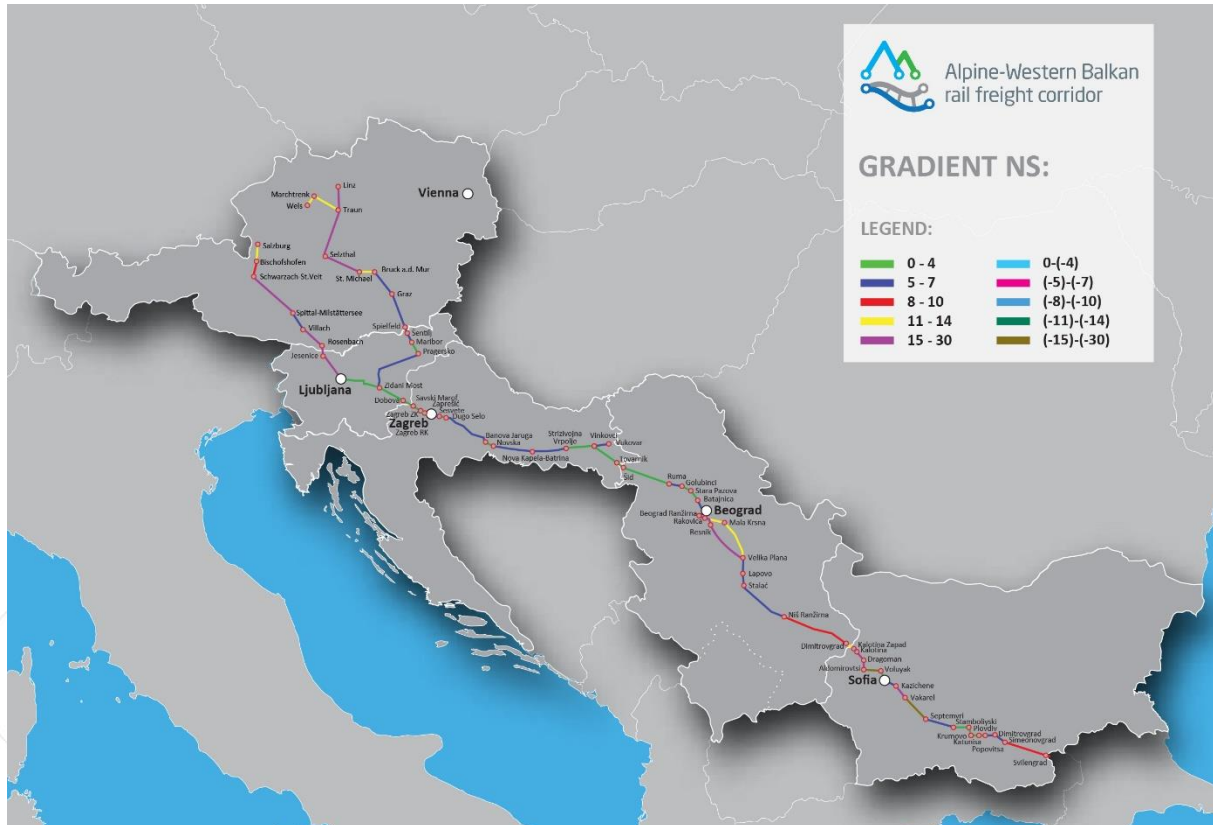 Alpine-Western Balkan
rail freight corridor
GRADIENT NS:
LEGEND:
0 - 4
0-(-4)
5 - 7
(-5)-(-7)
8 - 10
(-8)-(-10)
11 - 14
(-11)-(-14)
15 - 30
(-15)-(-30)
Linz
Marchtrenk
Wels
Traun
Vienna
Salzburg
Bischofshofen
Schwarzach-St.Veit
Selzthal
St. Michael
Bruck a.d. Mur
Graz
Spittal-Milstättersee
Villach
Rosenbach
Jesenice
Spielfeld
Sentilj
Maribor
Pragersko
Ljubljana
Zidani Most
Dobova
Savski Marof
Zaprešić
Sesvete
Zagreb ZK
Zagreb
Zagreb RK
Dugo Selo
Banova Jaruga
Novska
Nova Kapela-Batrina
Strizivojna
Vrpolje
Vinkovci
Vukovar
Tovarnik
Šid
Ruma
Golubinci
Stara Pazova
Batajnica
Beograd
Beograd Ranžirna
Rakovica
Resnik
Mala Krsna
Velika Plana
Lapovo
Stalać
Niš Ranžirna
Dimitrovgrad
Kalotina Zapad
Kalotina
Dragoman
Aldomirovtsi
Voluyak
Sofia
Kazichene
Vakarel
Septemvri
Stamboliyski
Plovdiv
Krumovo
Katunisa
Popovitsa
Dimitrovgrad
Simeonovgrad
Svilengrad